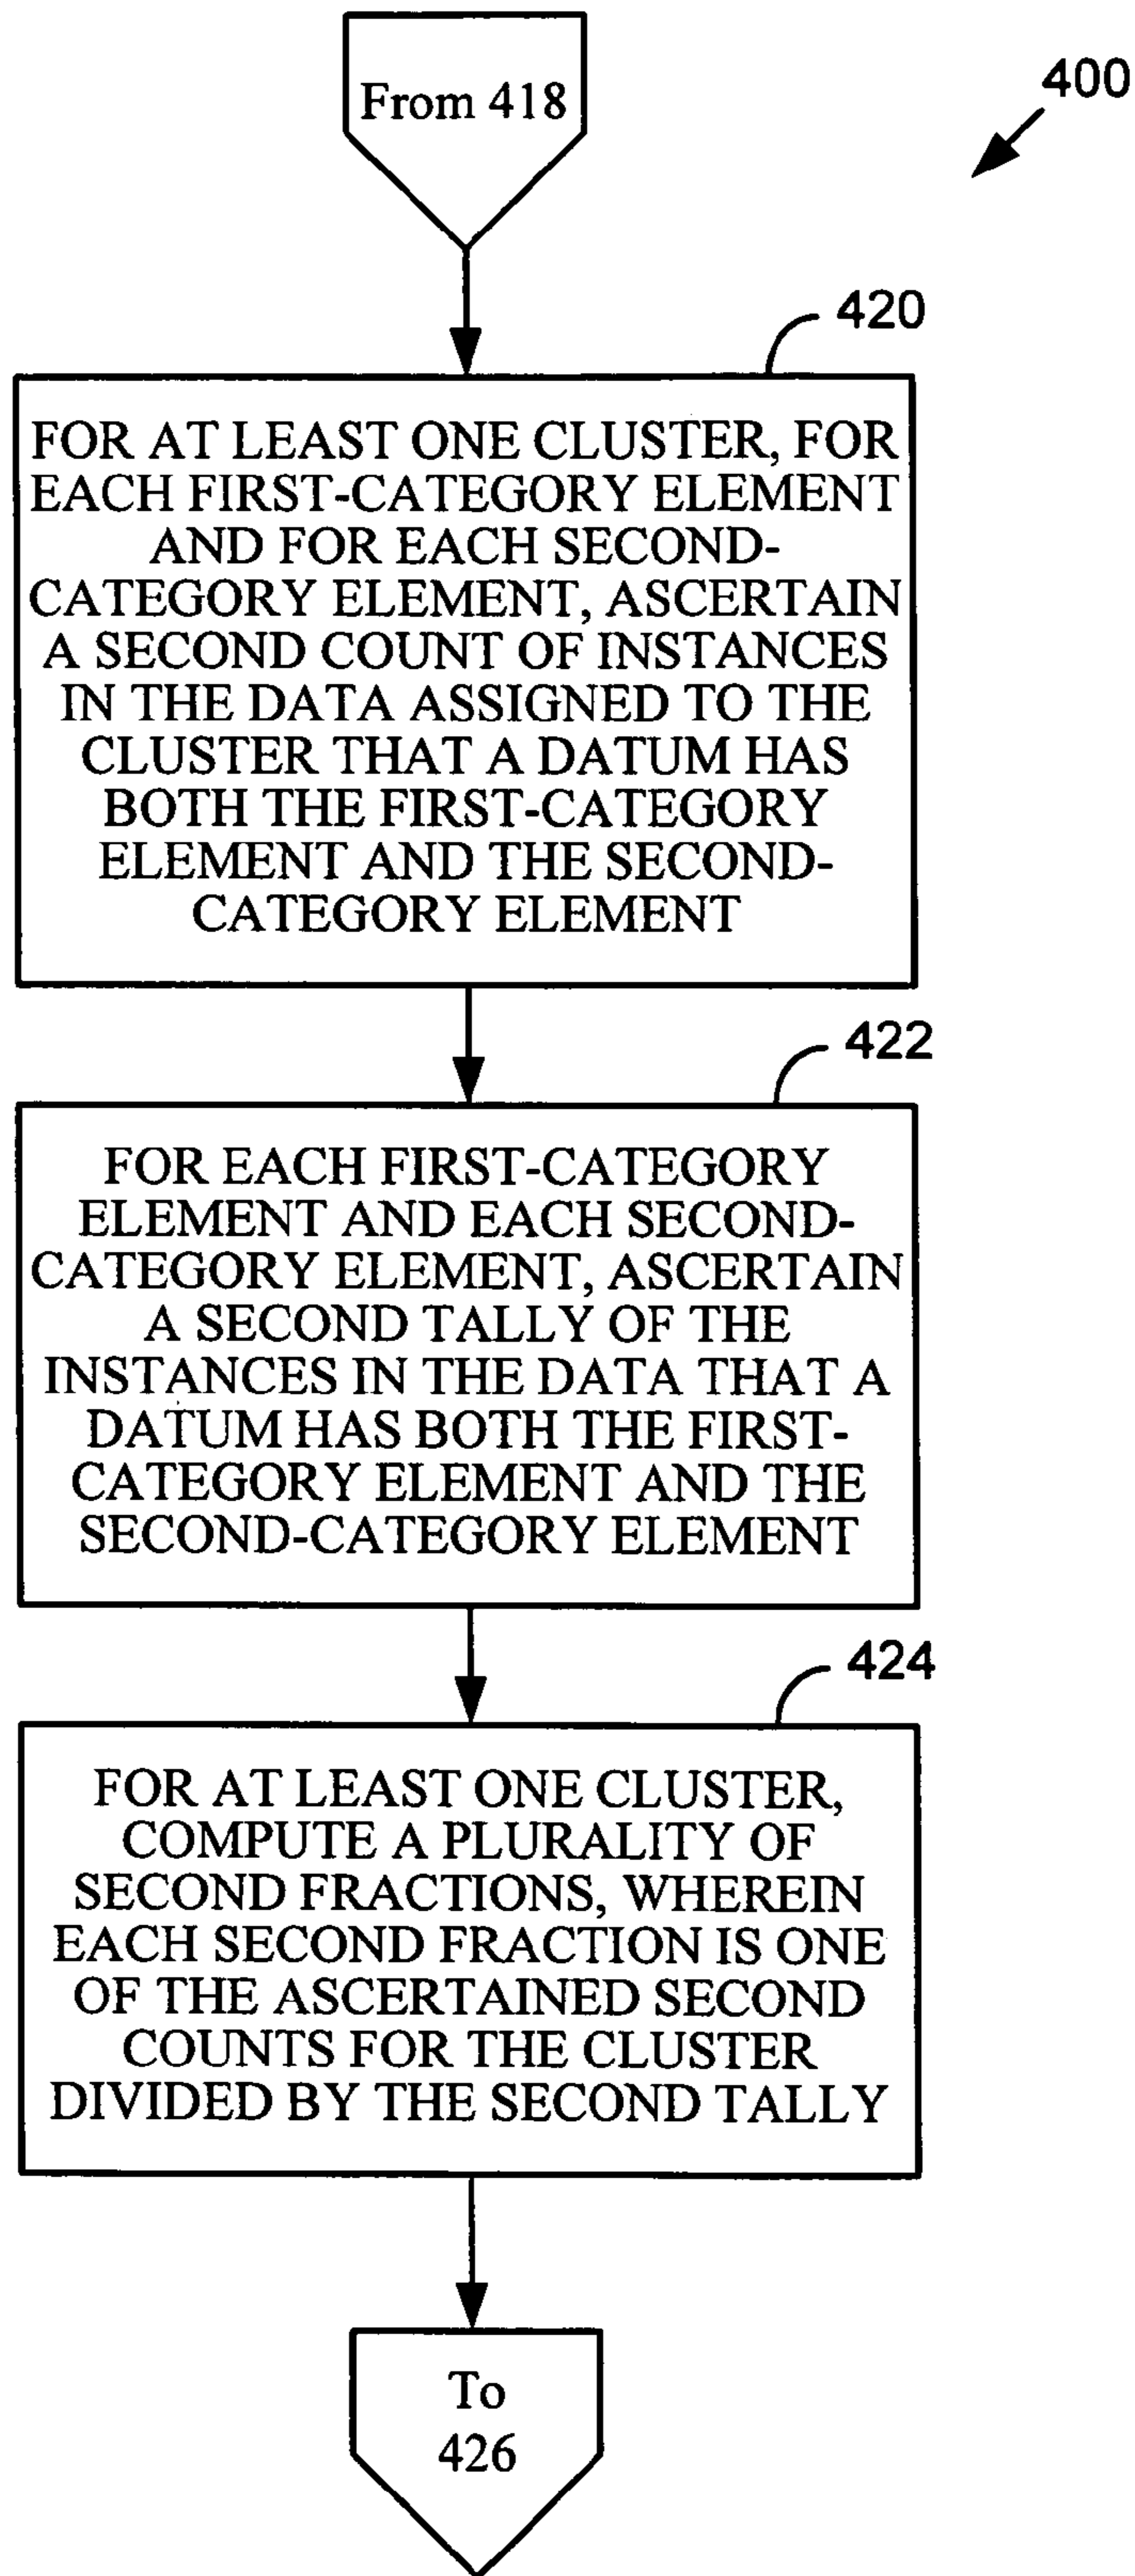 From 418
400
420
FOR AT LEAST ONE CLUSTER, FOR
EACH FIRST-CATEGORY ELEMENT
AND FOR EACH SECOND-
CATEGORY ELEMENT, ASCERTAIN
A SECOND COUNT OF INSTANCES
IN THE DATA ASSIGNED TO THE
CLUSTER THAT A DATUM HAS
BOTH THE FIRST-CATEGORY
ELEMENT AND THE SECOND-
CATEGORY ELEMENT
422
FOR EACH FIRST-CATEGORY
ELEMENT AND EACH SECOND-
CATEGORY ELEMENT, ASCERTAIN
A SECOND TALLY OF THE
INSTANCES IN THE DATA THAT A
DATUM HAS BOTH THE FIRST-
CATEGORY ELEMENT AND THE
SECOND-CATEGORY ELEMENT
424
FOR AT LEAST ONE CLUSTER,
COMPUTE A PLURALITY OF
SECOND FRACTIONS, WHEREIN
EACH SECOND FRACTION IS ONE
OF THE ASCERTAINED SECOND
COUNTS FOR THE CLUSTER
DIVIDED BY THE SECOND TALLY
To
426